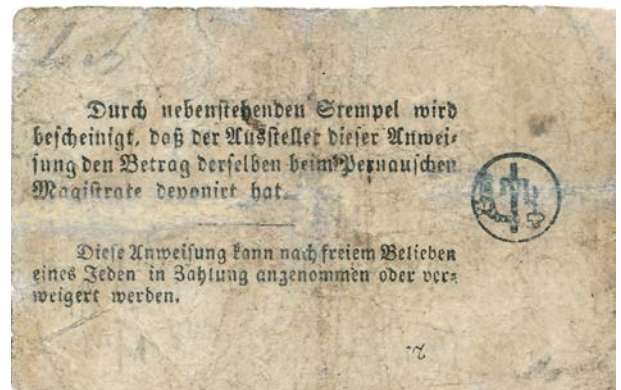 Durch nebenstehenden Stempel wird
bescheinigt, daß der Aussteller dieser Anwei⸗
sung den Betrag derselben beim Pernauschen
Magistrate deponirt hat.
Diese Anweisung kann nach freiem Belieben
eines Jeden in Zahlung angenommen oder ver⸗
weigert werden.